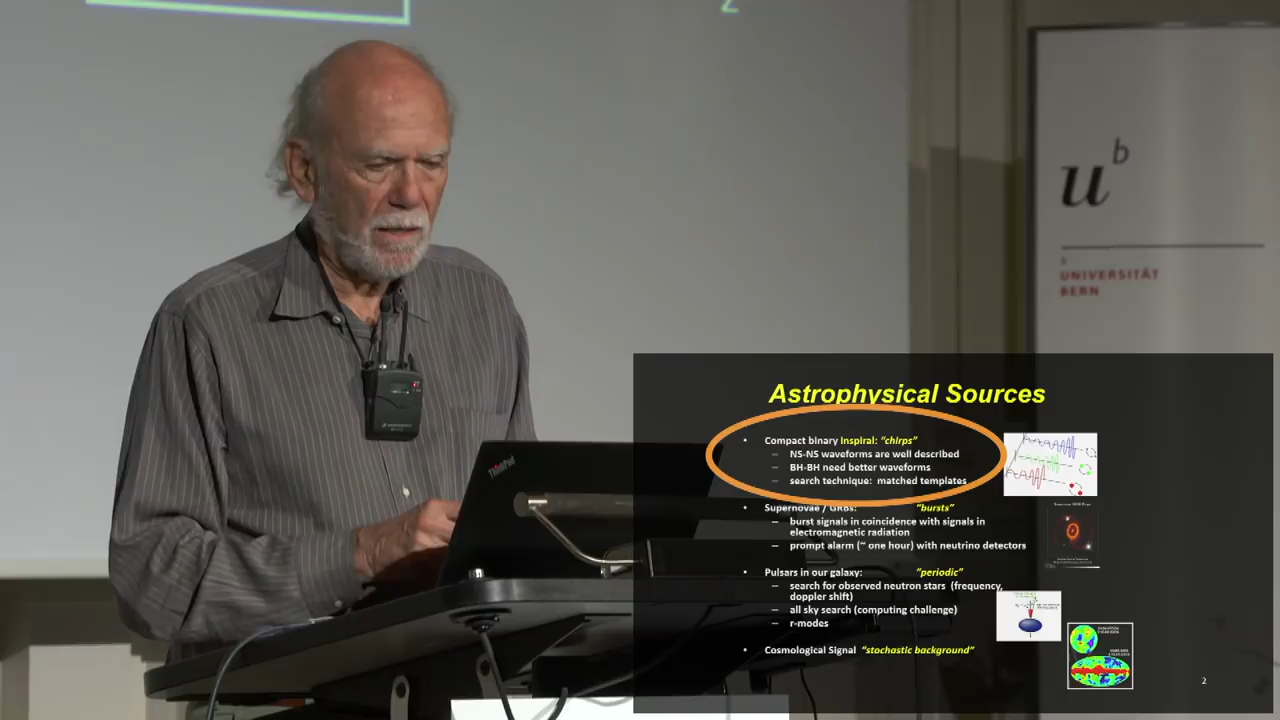 2
u^b
b
UNIVERSITÄT
BERN
ThinkPad
Astrophysical Sources
• Compact binary inspiral: "chirps"
– NS-NS waveforms are well described
– BH-BH need better waveforms
– search technique: matched templates
• Supernovae / GRBs: "bursts"
– burst signals in coincidence with signals in
electromagnetic radiation
– prompt alarm (~ one hour) with neutrino detectors
• Pulsars in our galaxy: "periodic"
– search for observed neutron stars (frequency,
doppler shift)
– all sky search (computing challenge)
– r-modes
• Cosmological Signal "stochastic background"
2